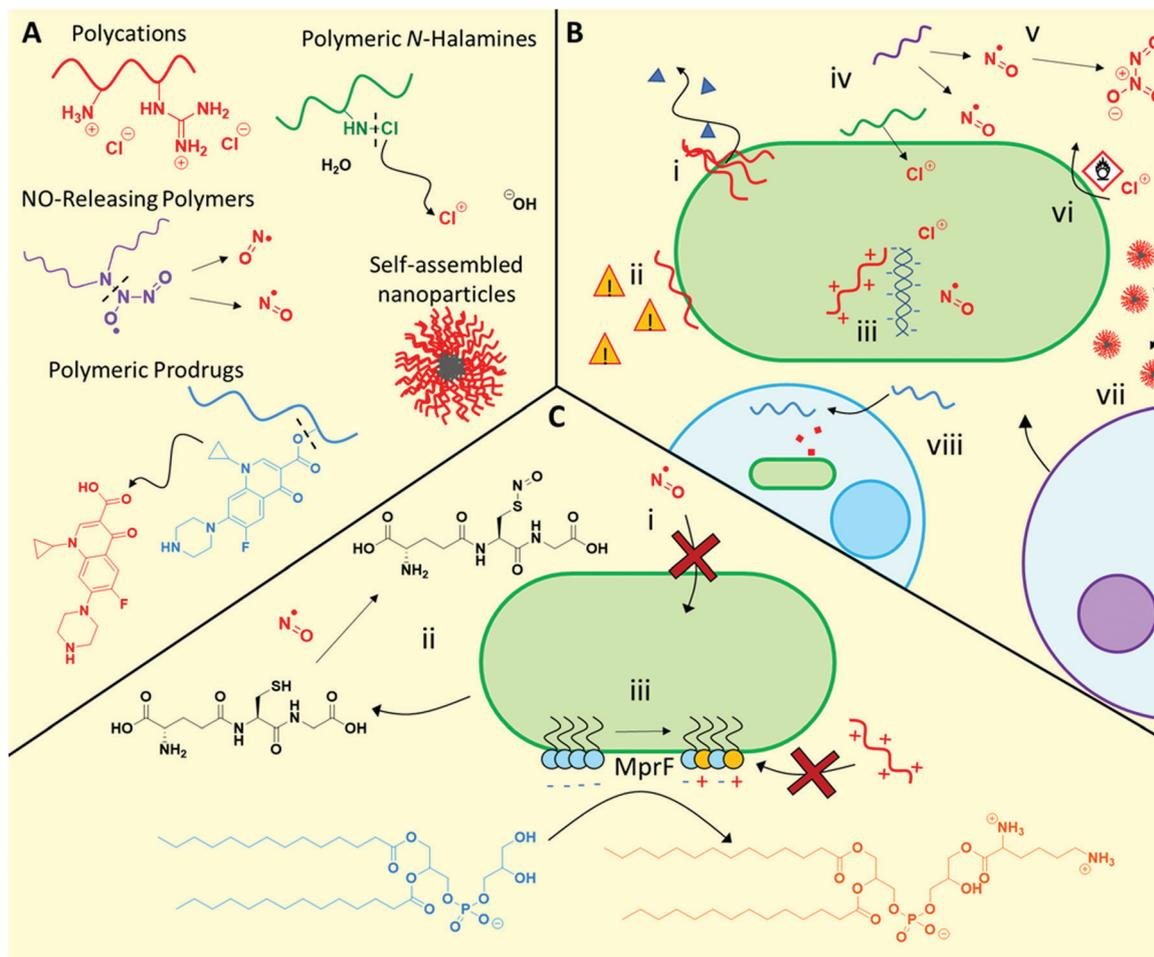 A
Polycations
H₃N
⊕
Cl⊖
HN
NH₂
NH₂
⊕
Cl⊖
Polymeric N-Halamines
HN
Cl
H₂O
Cl⊕
⊖OH
NO-Releasing Polymers
N
N
N
O
O•
N•
O
N•
O
Self-assembled
nanoparticles
Polymeric Prodrugs
O
O
N
O
N
HN
F
HO
O
O
N
F
N
N
H
B
i
ii
! ! !
iii
+ + + +
- - - -
iv
v
N•
O
N•
O
N
O
N
⊕
O
⊖
Cl⊕
Cl⊕
N•
O
vi
Cl⊕
vii
viii
C
N•
O
i
N
O
S
O
HO
NH₂
O
N
H
O
H
N
O
OH
N•
O
ii
SH
O
HO
NH₂
O
N
H
O
H
N
O
OH
iii
MprF
- - - -
- + - +
+ + + +
O
O
O
O
O
P
O
O⊖
O
OH
OH
O
O
O
O
O
P
O
O⊖
O
OH
O
O
⊕
NH₃
NH₃
⊕